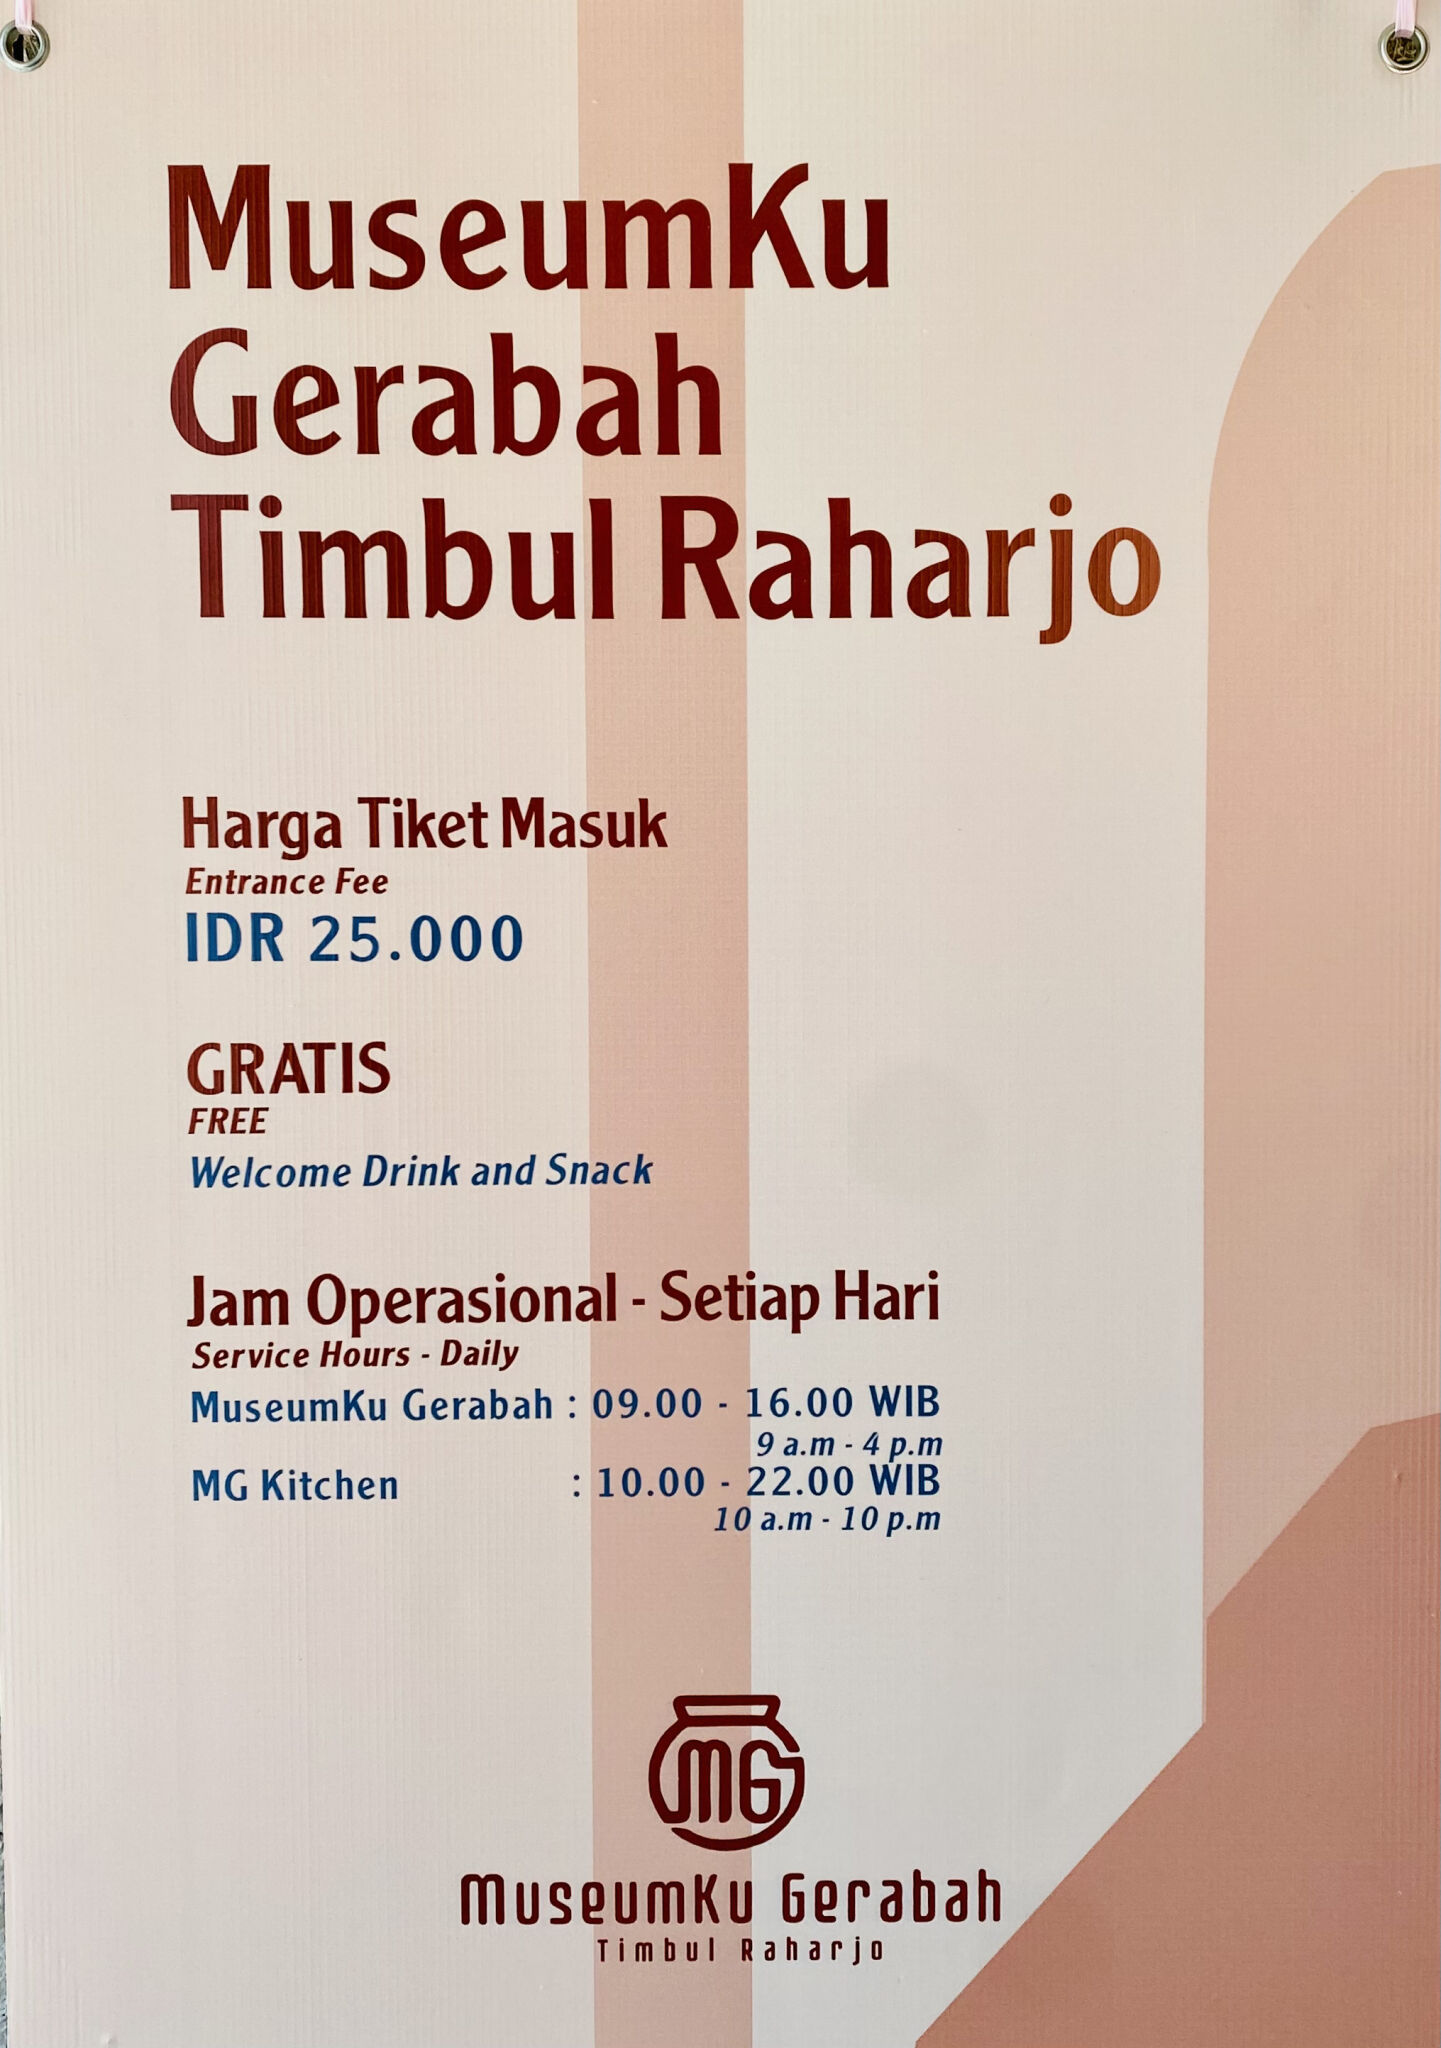 MuseumKu
Gerabah
Timbul Raharjo
Harga Tiket Masuk
Entrance Fee
IDR 25.000
GRATIS
FREE
Welcome Drink and Snack
Jam Operasional - Setiap Hari
Service Hours - Daily
MuseumKu Gerabah : 09.00 - 16.00 WIB
9 a.m - 4 p.m
MG Kitchen : 10.00 - 22.00 WIB
10 a.m - 10 p.m
MG
MuseumKu Gerabah
Timbul Raharjo